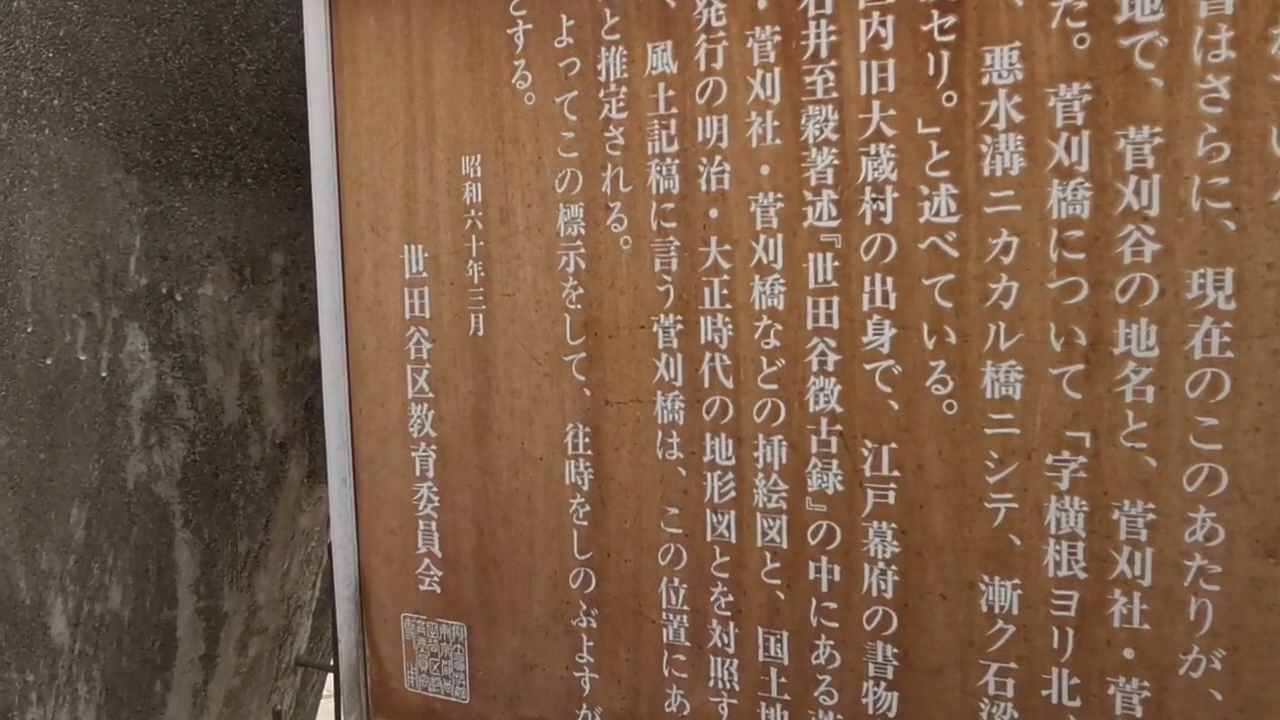 書はさらに、現在のこのあたりが、
地で、菅刈谷の地名と、菅刈社・菅
た。菅刈橋について「字横根ヨリ北
、悪水溝ニカカル橋ニシテ、漸ク石梁
セリ。」と述べている。
区内旧大蔵村の出身で、江戸幕府の書物
石井至穀著述『世田谷徴古録』の中にある
・菅刈社・菅刈橋などの挿絵図と、国土地
発行の明治・大正時代の地形図とを対照す
、風土記稿に言う菅刈橋は、この位置にあ
と推定される。
よってこの標示をして、往時をしのぶよすが
とする。
昭和六十年三月
世田谷区教育委員会